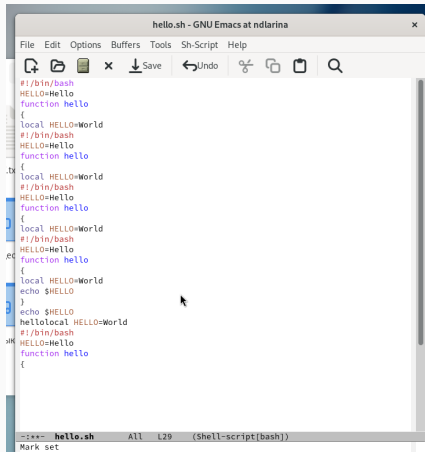 hello.sh - GNU Emacs at ndlarina
File Edit Options Buffers Tools Sh-Script Help
Save Undo
#!/bin/bash
HELLO=Hello
function hello
{
local HELLO=World
#!/bin/bash
HELLO=Hello
function hello
{
local HELLO=World
#!/bin/bash
HELLO=Hello
function hello
{
local HELLO=World
#!/bin/bash
HELLO=Hello
function hello
{
local HELLO=World
echo $HELLO
}
echo $HELLO
hellolocal HELLO=World
#!/bin/bash
HELLO=Hello
function hello
{
-:**- hello.sh All L29 (Shell-script[bash])
Mark set